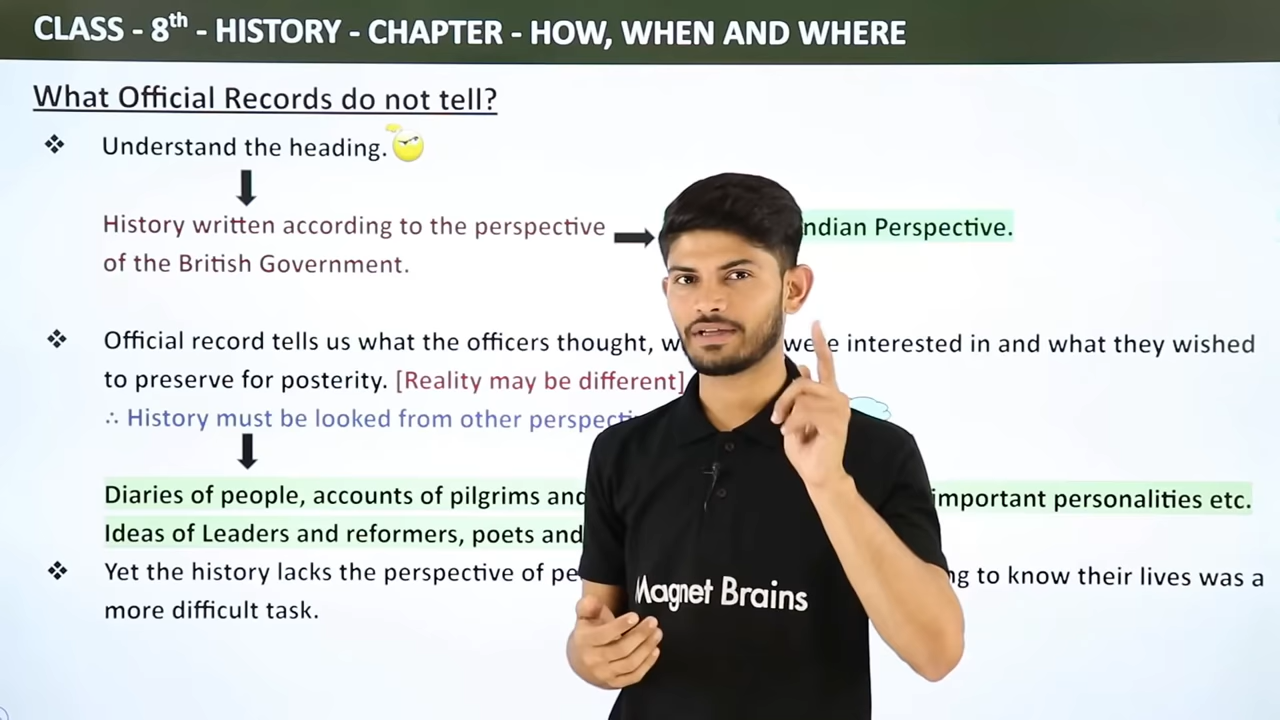 CLASS - 8th - HISTORY - CHAPTER - HOW, WHEN AND WHERE
What Official Records do not tell?
❖ Understand the heading.
History written according to the perspective
of the British Government.
Indian Perspective.
❖ Official record tells us what the officers thought, were interested in and what they wished
to preserve for posterity. [Reality may be different]
∴ History must be looked from other
Diaries of people, accounts of pilgrims and important personalities etc.
Ideas of Leaders and reformers, poets and
❖ Yet the history lacks the perspective of to know their lives was a
more difficult task.
Magnet Brains